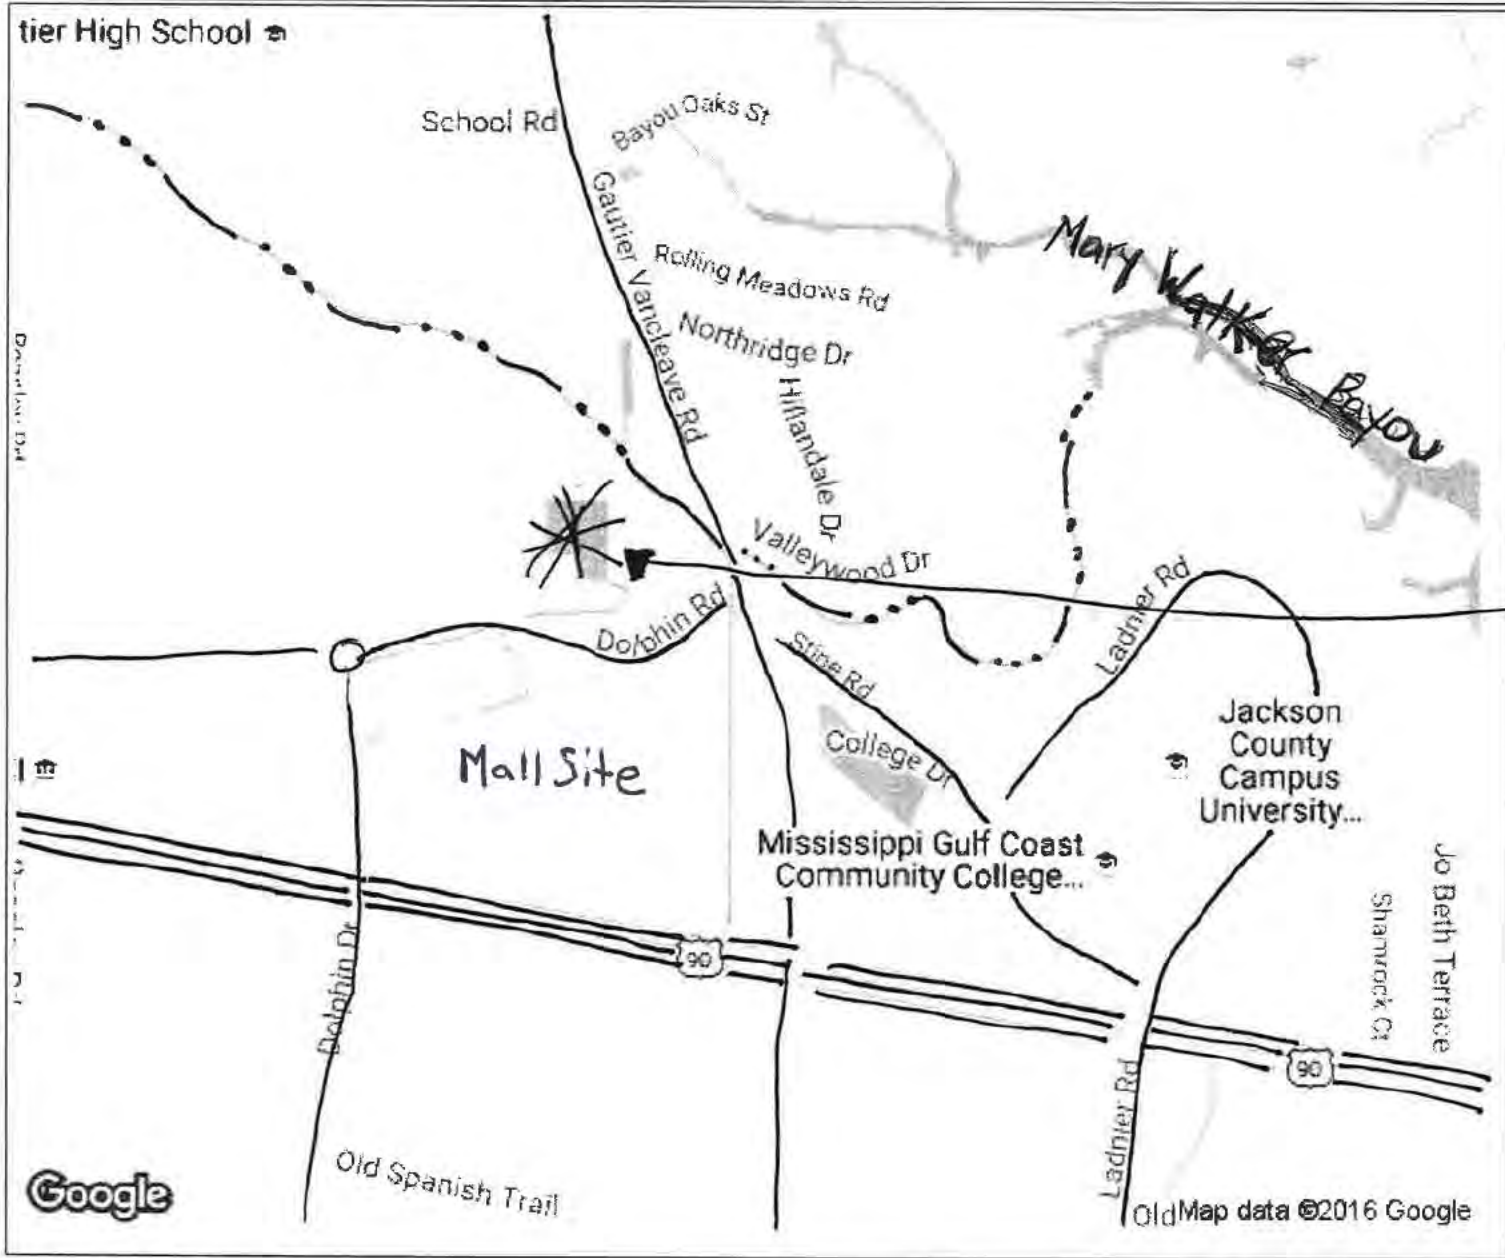 tier High School
School Rd
Bayou Oaks St
Gautier Vancleave Rd
Rolling Meadows Rd
Northridge Dr
Hiflandale Dr
Mary Walker Bayou
Valleywood Dr
Dolphin Rd
Stine Rd
Ladnier Rd
Mall Site
College Dr
Jackson
County
Campus
University...
Mississippi Gulf Coast
Community College...
Jo Beth Terrace
Shamrock Ct
90
Dolphin Dr
90
Ladnier Rd
Old Spanish Trail
Google
Old
Map data ©2016 Google